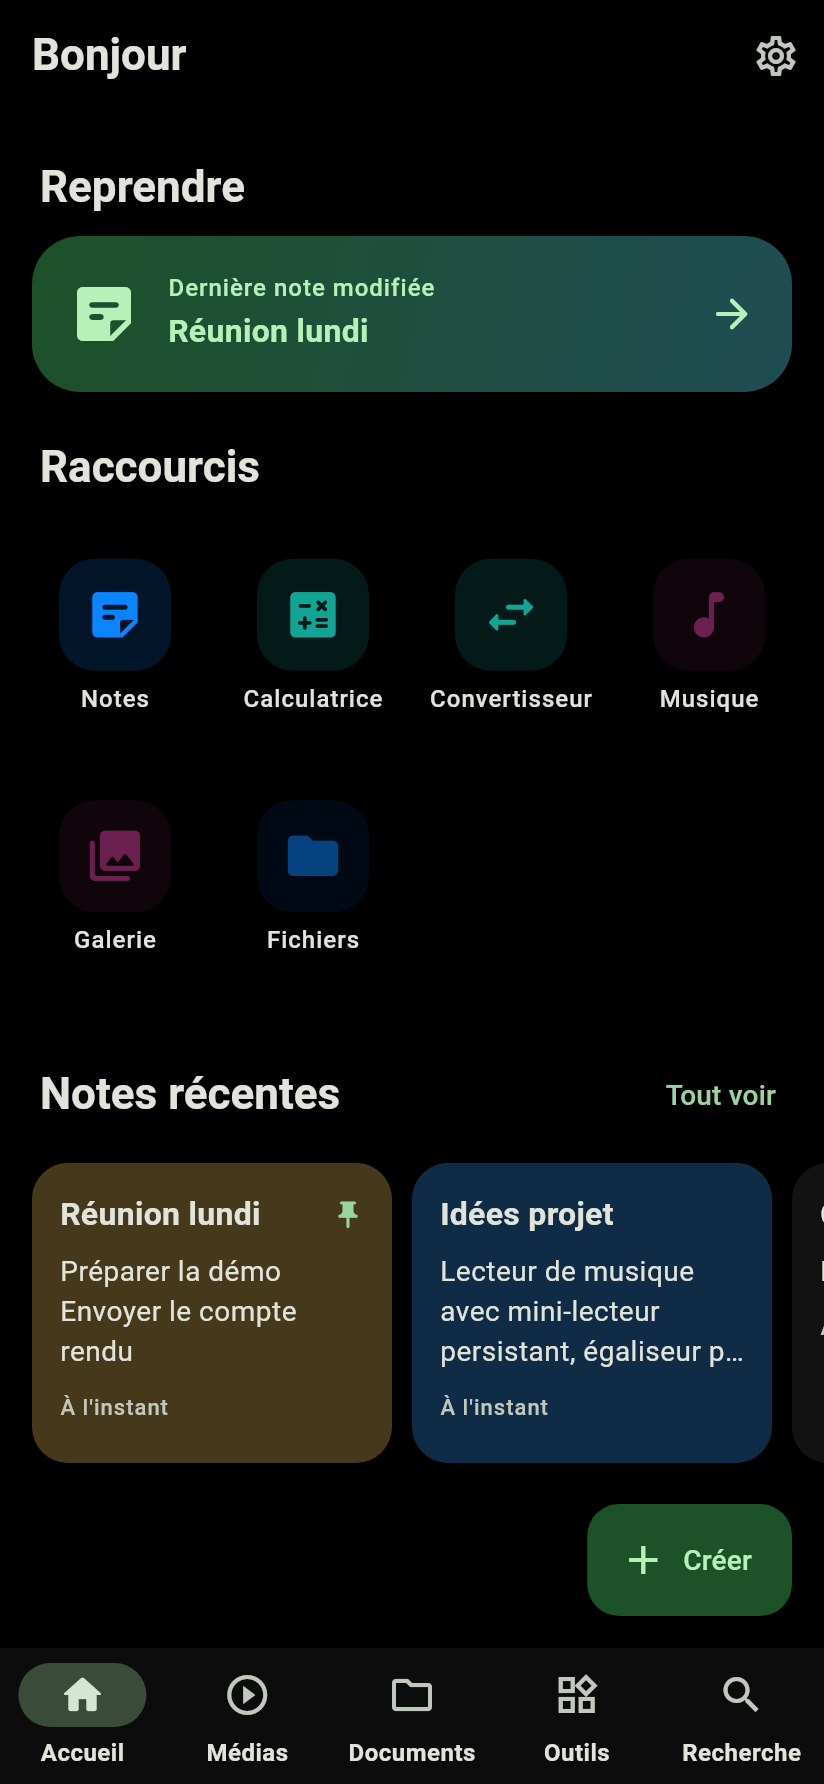 Bonjour
Reprendre
Dernière note modifiée
Réunion lundi
Raccourcis
Notes
Calculatrice
Convertisseur
Musique
Galerie
Fichiers
Notes récentes
Tout voir
Réunion lundi
Préparer la démo
Envoyer le compte
rendu
À l'instant
Idées projet
Lecteur de musique
avec mini-lecteur
persistant, égaliseur p…
À l'instant
Créer
Accueil
Médias
Documents
Outils
Recherche